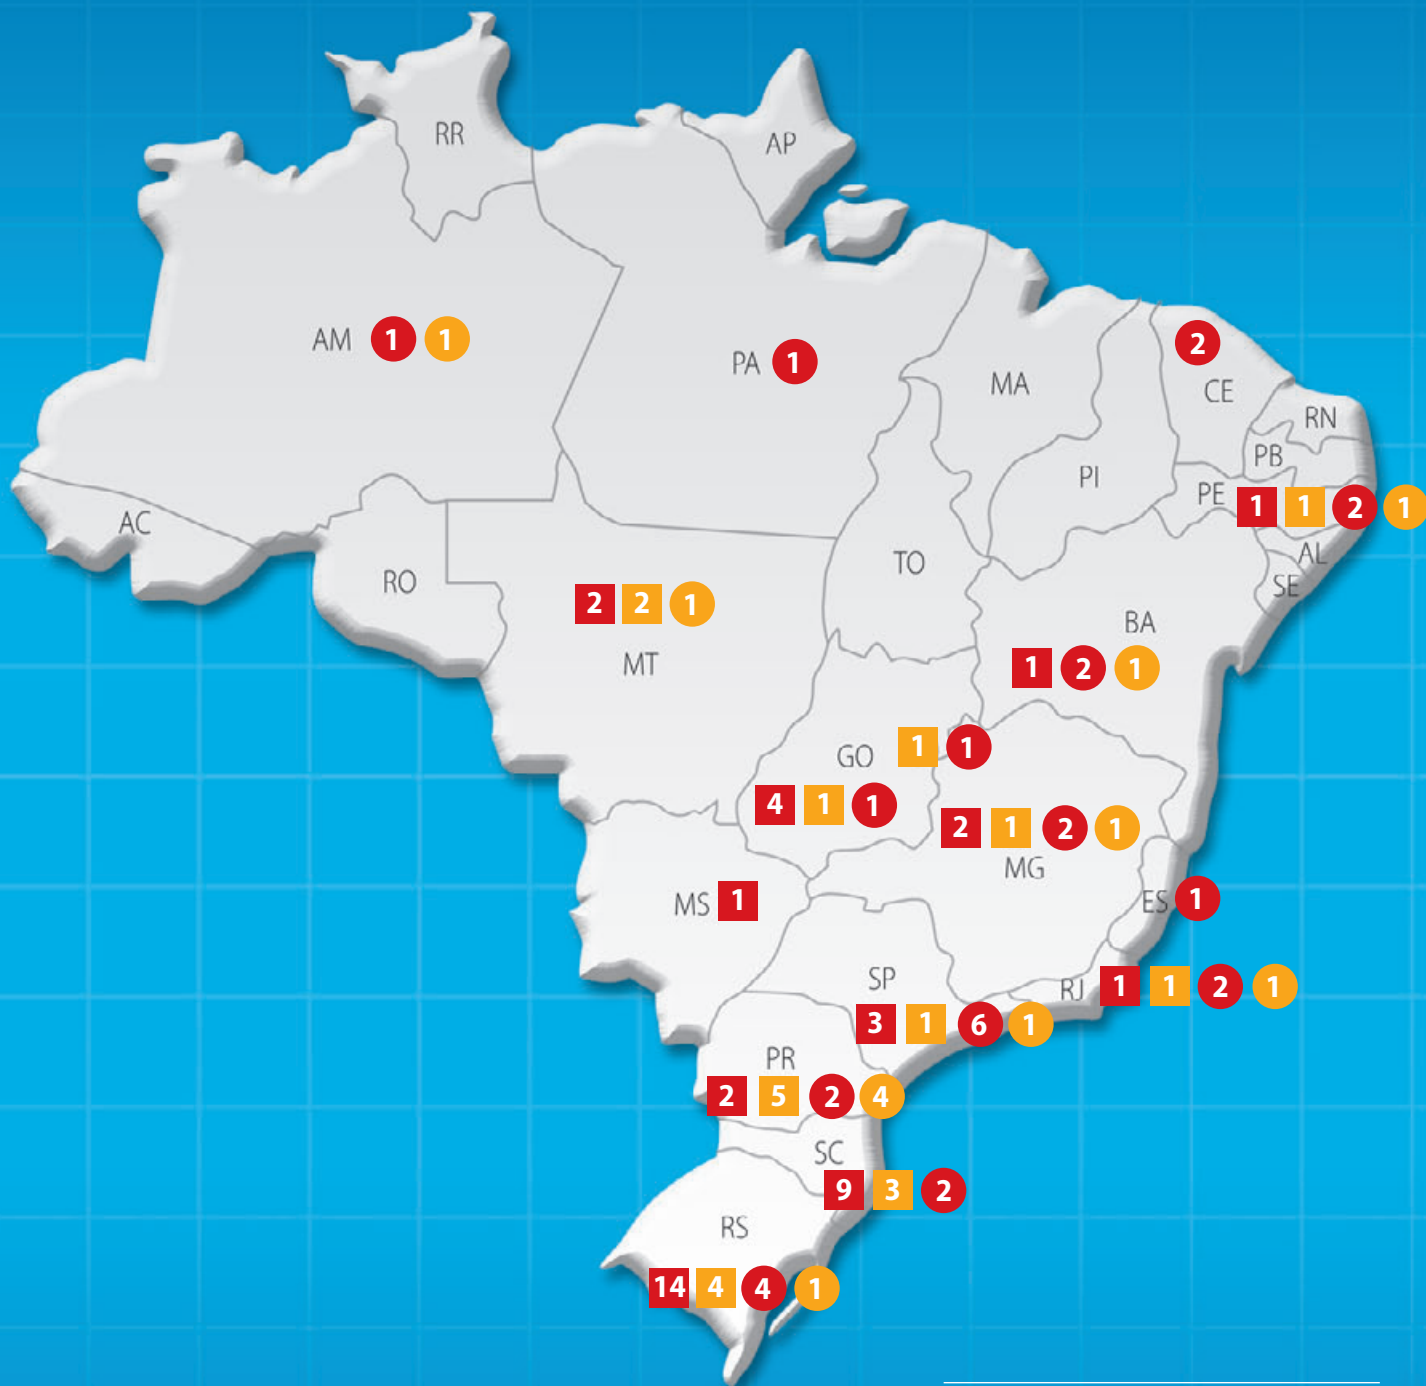 RR
AP
AM 1 1
PA 1
2
CE
MA
RN
PB
PI
PE 1 1 2 1
AC
AL
TO
RO
SE
2 2 1
MT
BA
1 2 1
GO 1 1
4 1 1
2 1 2 1
MG
MS 1
ES 1
SP
RJ 1 1 2 1
3 1 6 1
PR
2 5 2 4
SC
9 3 2
RS
14 4 4 1